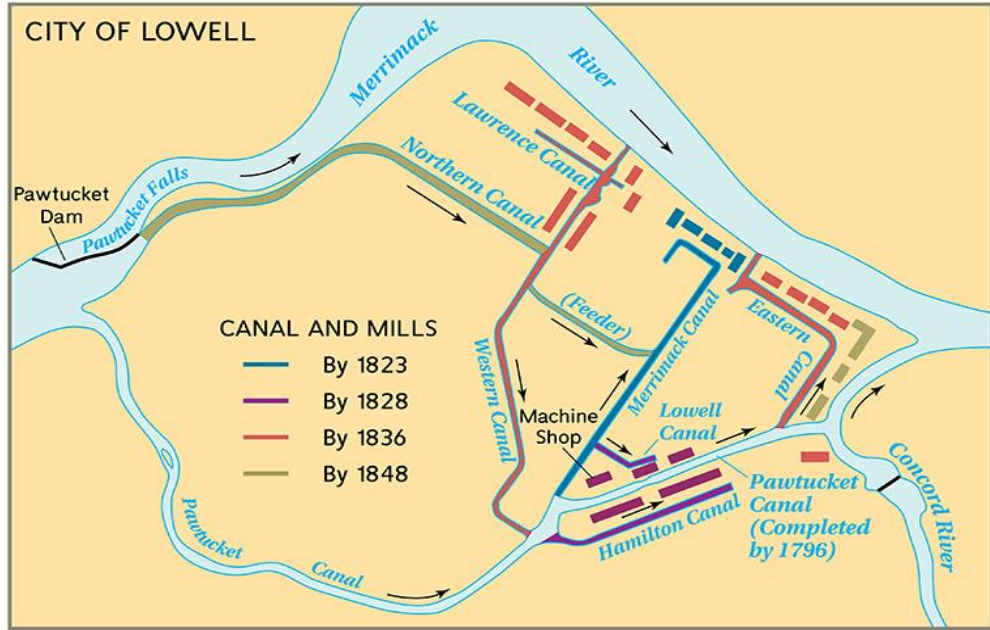 CITY OF LOWELL
Merrimack
River
Lawrence Canal
Northern Canal
Pawtucket
Dam
Pawtucket Falls
CANAL AND MILLS
By 1823
By 1828
By 1836
By 1848
(Feeder)
Merrimack Canal
Eastern
Canal
Western Canal
Machine
Shop
Lowell
Canal
Pawtucket
Canal
(Completed
by 1796)
Concord River
Hamilton Canal
Pawtucket
Canal